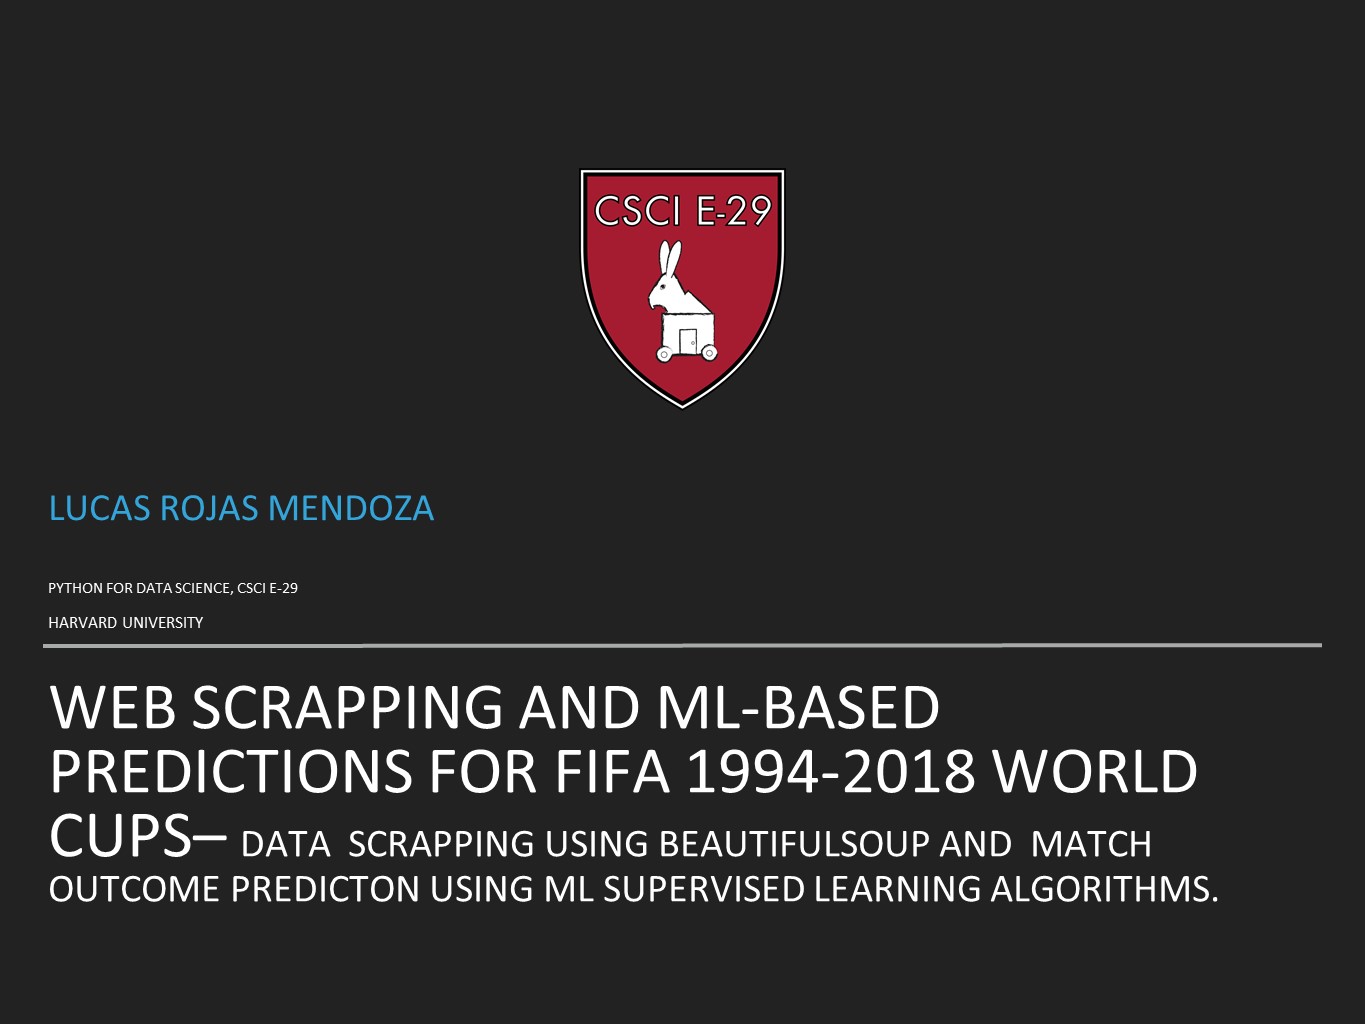 CSCI E-29
LUCAS ROJAS MENDOZA
PYTHON FOR DATA SCIENCE, CSCI E-29
HARVARD UNIVERSITY
WEB SCRAPPING AND ML-BASED
PREDICTIONS FOR FIFA 1994-2018 WORLD
CUPS– DATA  SCRAPPING USING BEAUTIFULSOUP AND  MATCH
OUTCOME PREDICTON USING ML SUPERVISED LEARNING ALGORITHMS.